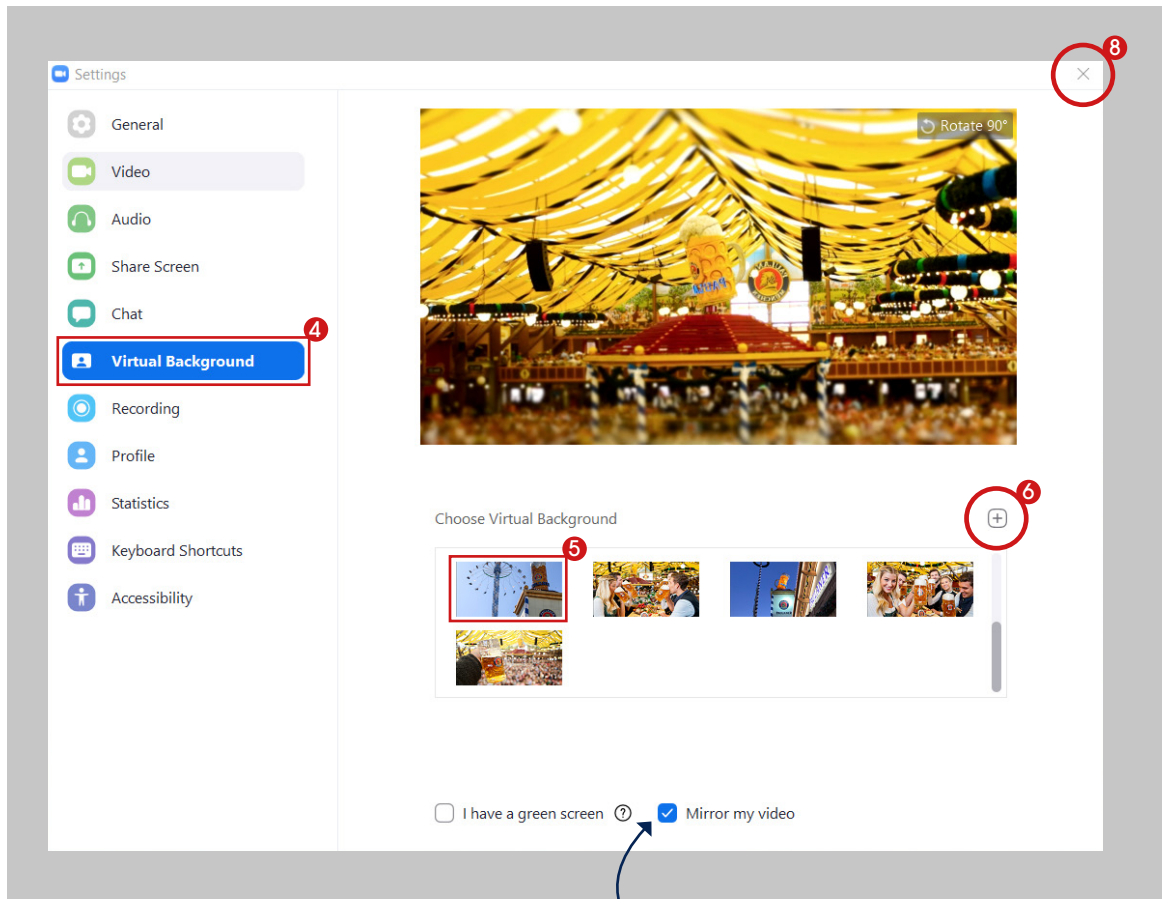 8
Settings
General
Rotate 90°
Video
Audio
Share Screen
Chat
4
Virtual Background
Recording
Profile
Statistics
6
Choose Virtual Background
Keyboard Shortcuts
5
Accessibility
I have a green screen ? Mirror my video